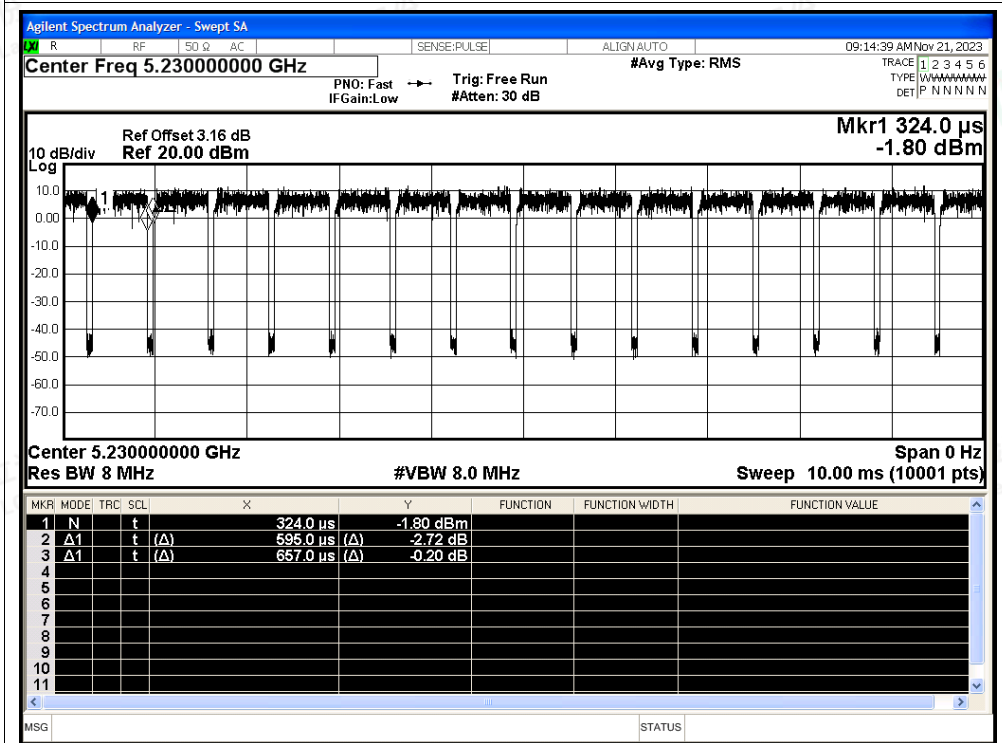 Agilent Spectrum Analyzer - Swept SA
LXI R RF 50 Ω AC SENSE:PULSE ALIGN AUTO 09:14:39 AM Nov 21, 2023
Center Freq 5.230000000 GHz #Avg Type: RMS TRACE 1 2 3 4 5 6
PNO: Fast Trig: Free Run TYPE W
IFGain:Low #Atten: 30 dB DET P N N N N N
Mkr1 324.0 µs
Ref Offset 3.16 dB
10 dB/div Ref 20.00 dBm -1.80 dBm
Log
10.0
1
0.00
-10.0
-20.0
-30.0
-40.0
-50.0
-60.0
-70.0
Center 5.230000000 GHz Span 0 Hz
Res BW 8 MHz #VBW 8.0 MHz Sweep 10.00 ms (10001 pts)
MKR MODE TRC SCL X Y FUNCTION FUNCTION WIDTH FUNCTION VALUE
1 N t 324.0 µs -1.80 dBm
2 Δ1 t (Δ) 595.0 µs (Δ) -2.72 dB
3 Δ1 t (Δ) 657.0 µs (Δ) -0.20 dB
4
5
6
7
8
9
10
11
MSG STATUS